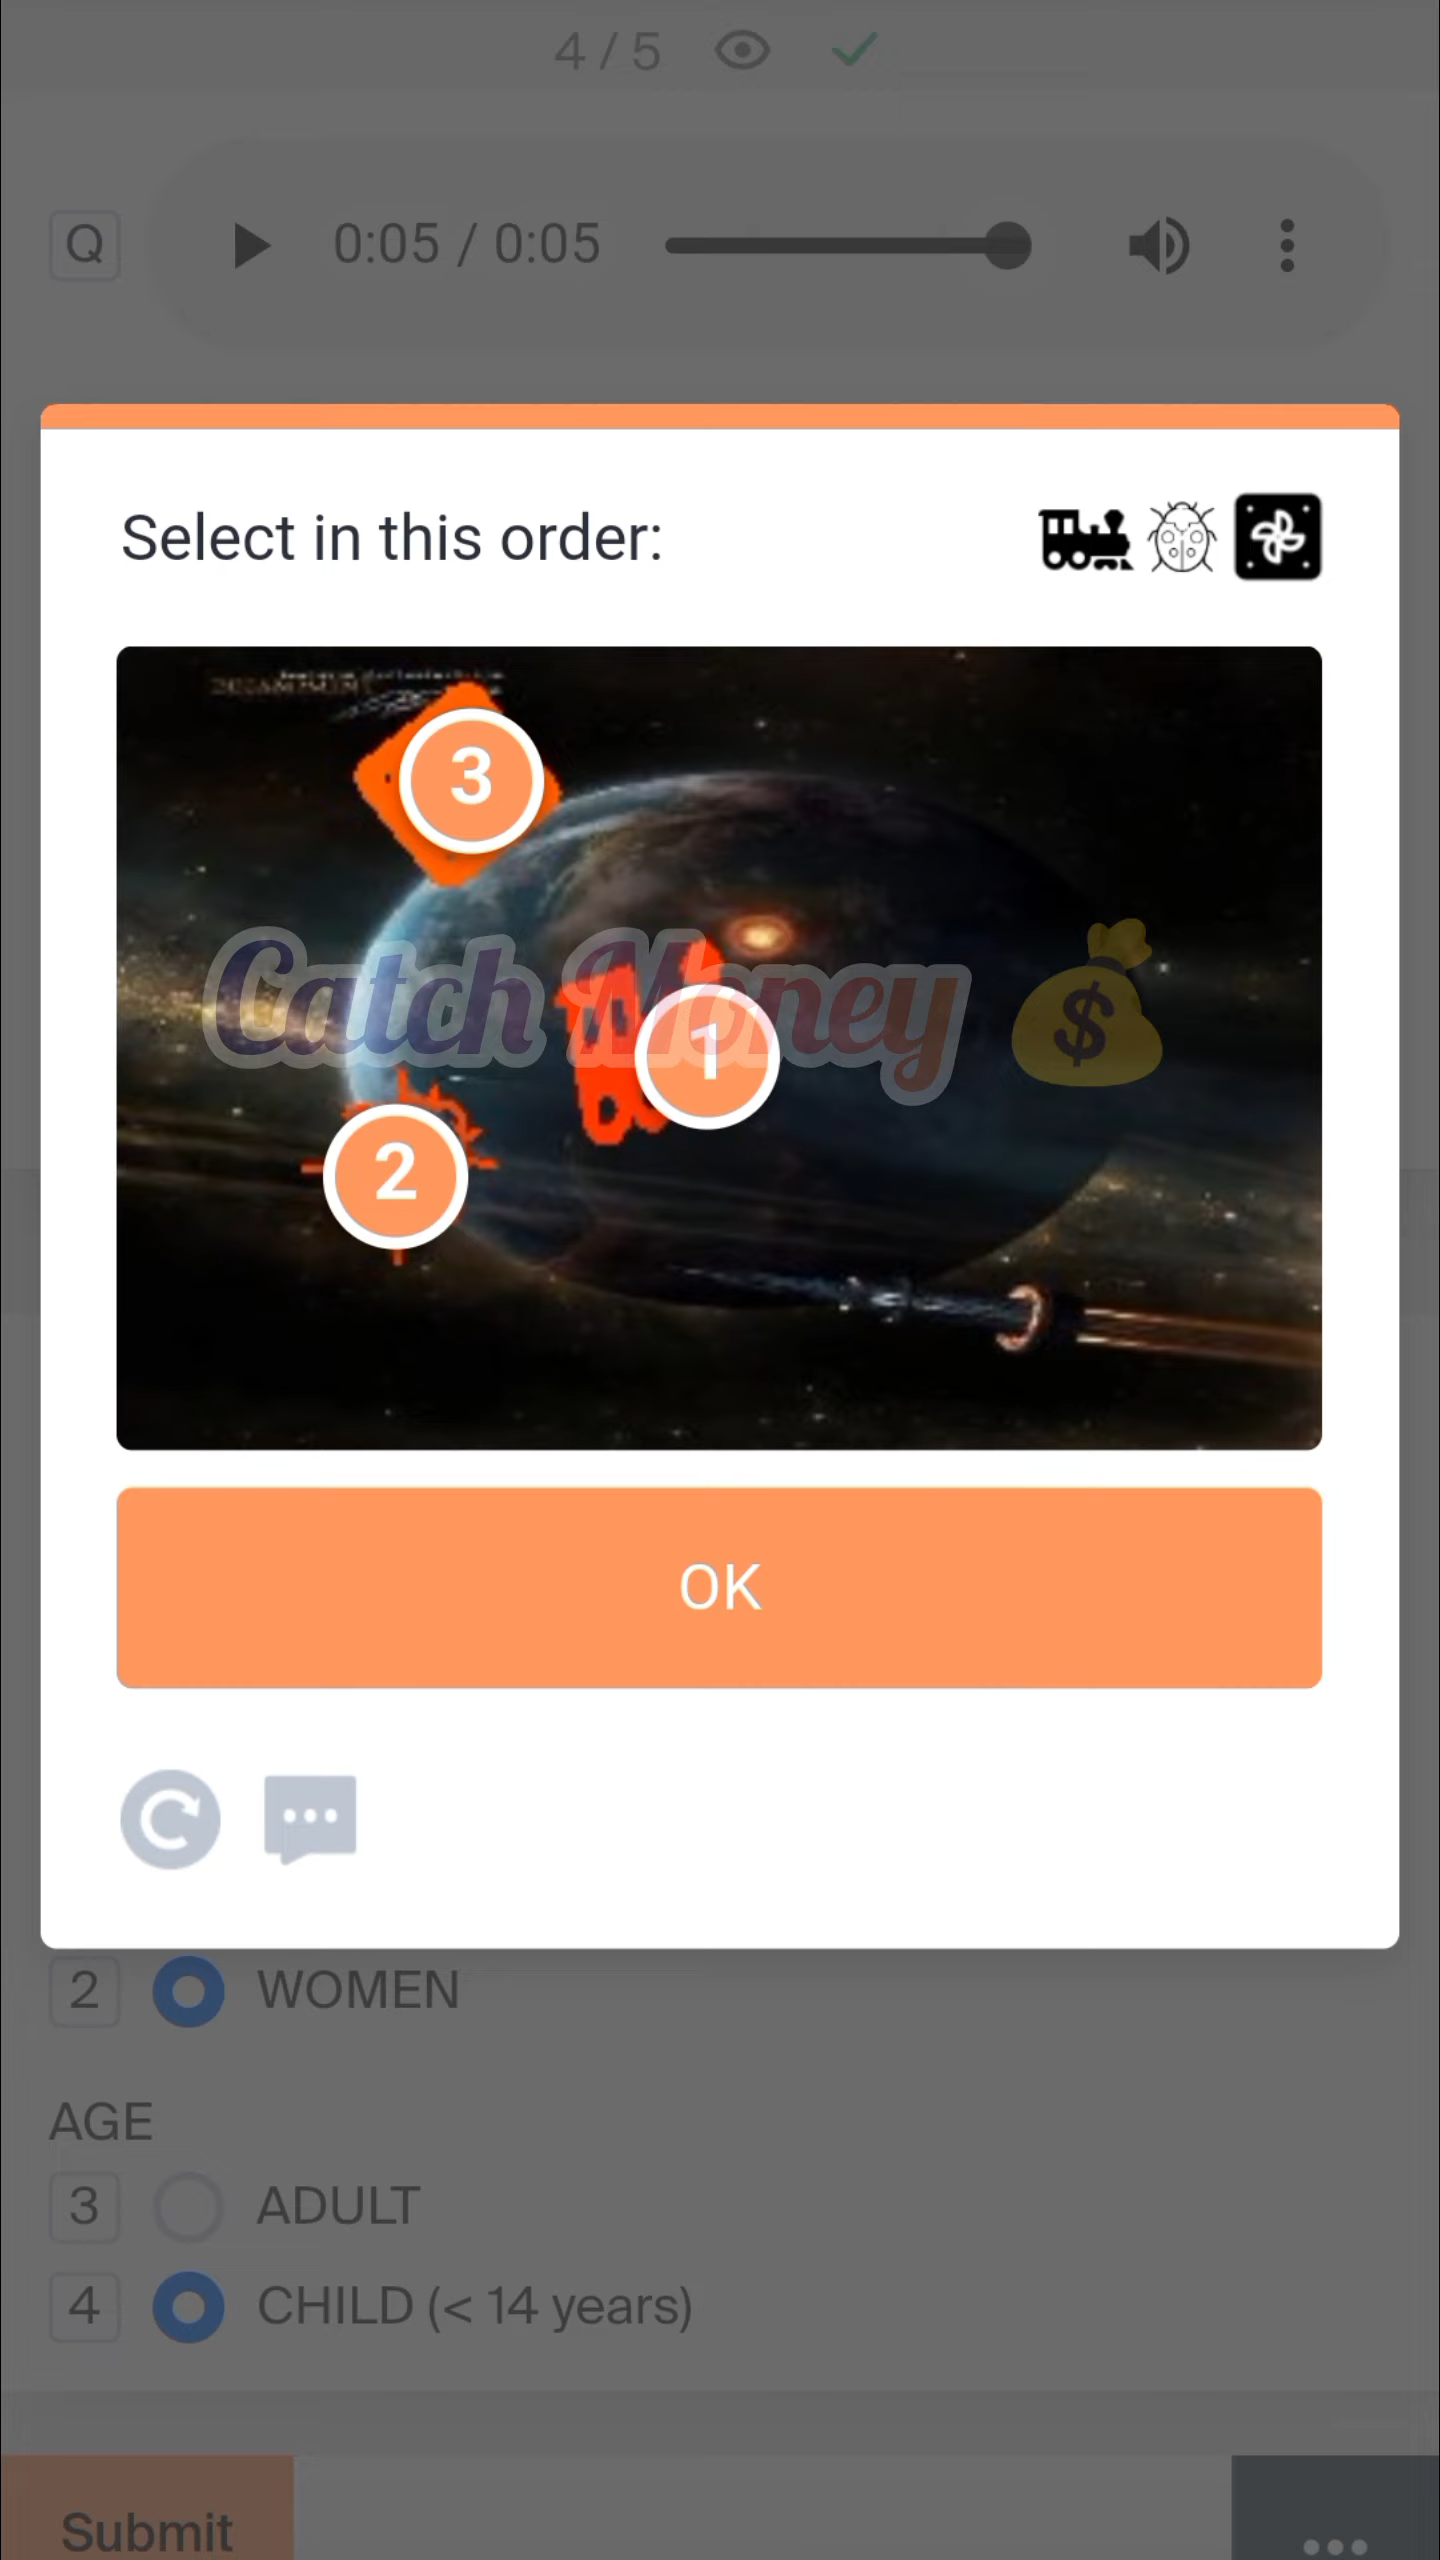 4 / 5
Q
0:05 / 0:05
Select in this order:
3
Catch Money
$
1
2
OK
2 WOMEN
AGE
3 ADULT
4 CHILD (< 14 years)
Submit